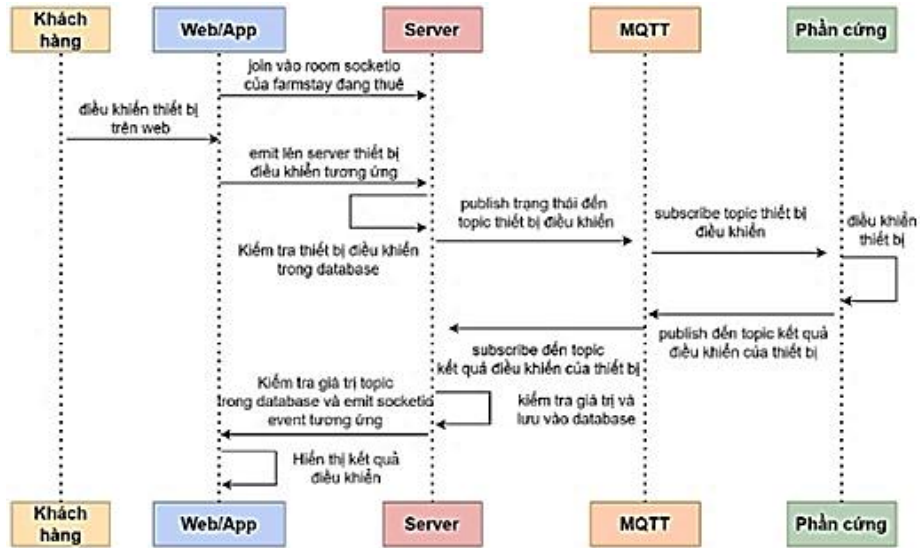 Khách
hàng
Web/App
Server
MQTT
Phần cứng
join vào room socketio
của farmstay đang thuê
điều khiển thiết bị
trên web
emit lên server thiết bị
điều khiển tương ứng
Kiểm tra thiết bị điều khiển
trong database
publish trạng thái đến
topic thiết bị điều khiển
subscribe topic thiết bị
điều khiển
điều khiển
thiết bị
publish đến topic kết quả
điều khiển của thiết bị
subscribe đến topic
kết quả điều khiển của thiết bị
kiểm tra giá trị và
lưu vào database
Kiểm tra giá trị topic
trong database và emit socketio
event tương ứng
Hiển thị kết quả
điều khiển
Khách
hàng
Web/App
Server
MQTT
Phần cứng